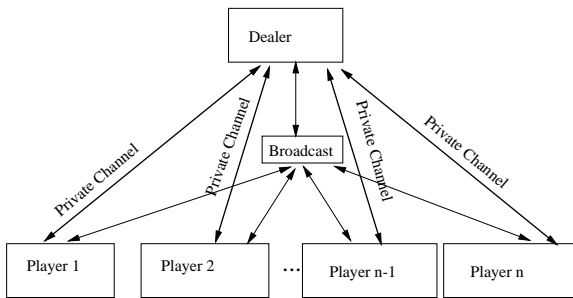 Dealer
Private Channel
Private Channel
Broadcast
Private Channel
Private Channel
Player 1
Player 2
...
Player n-1
Player n